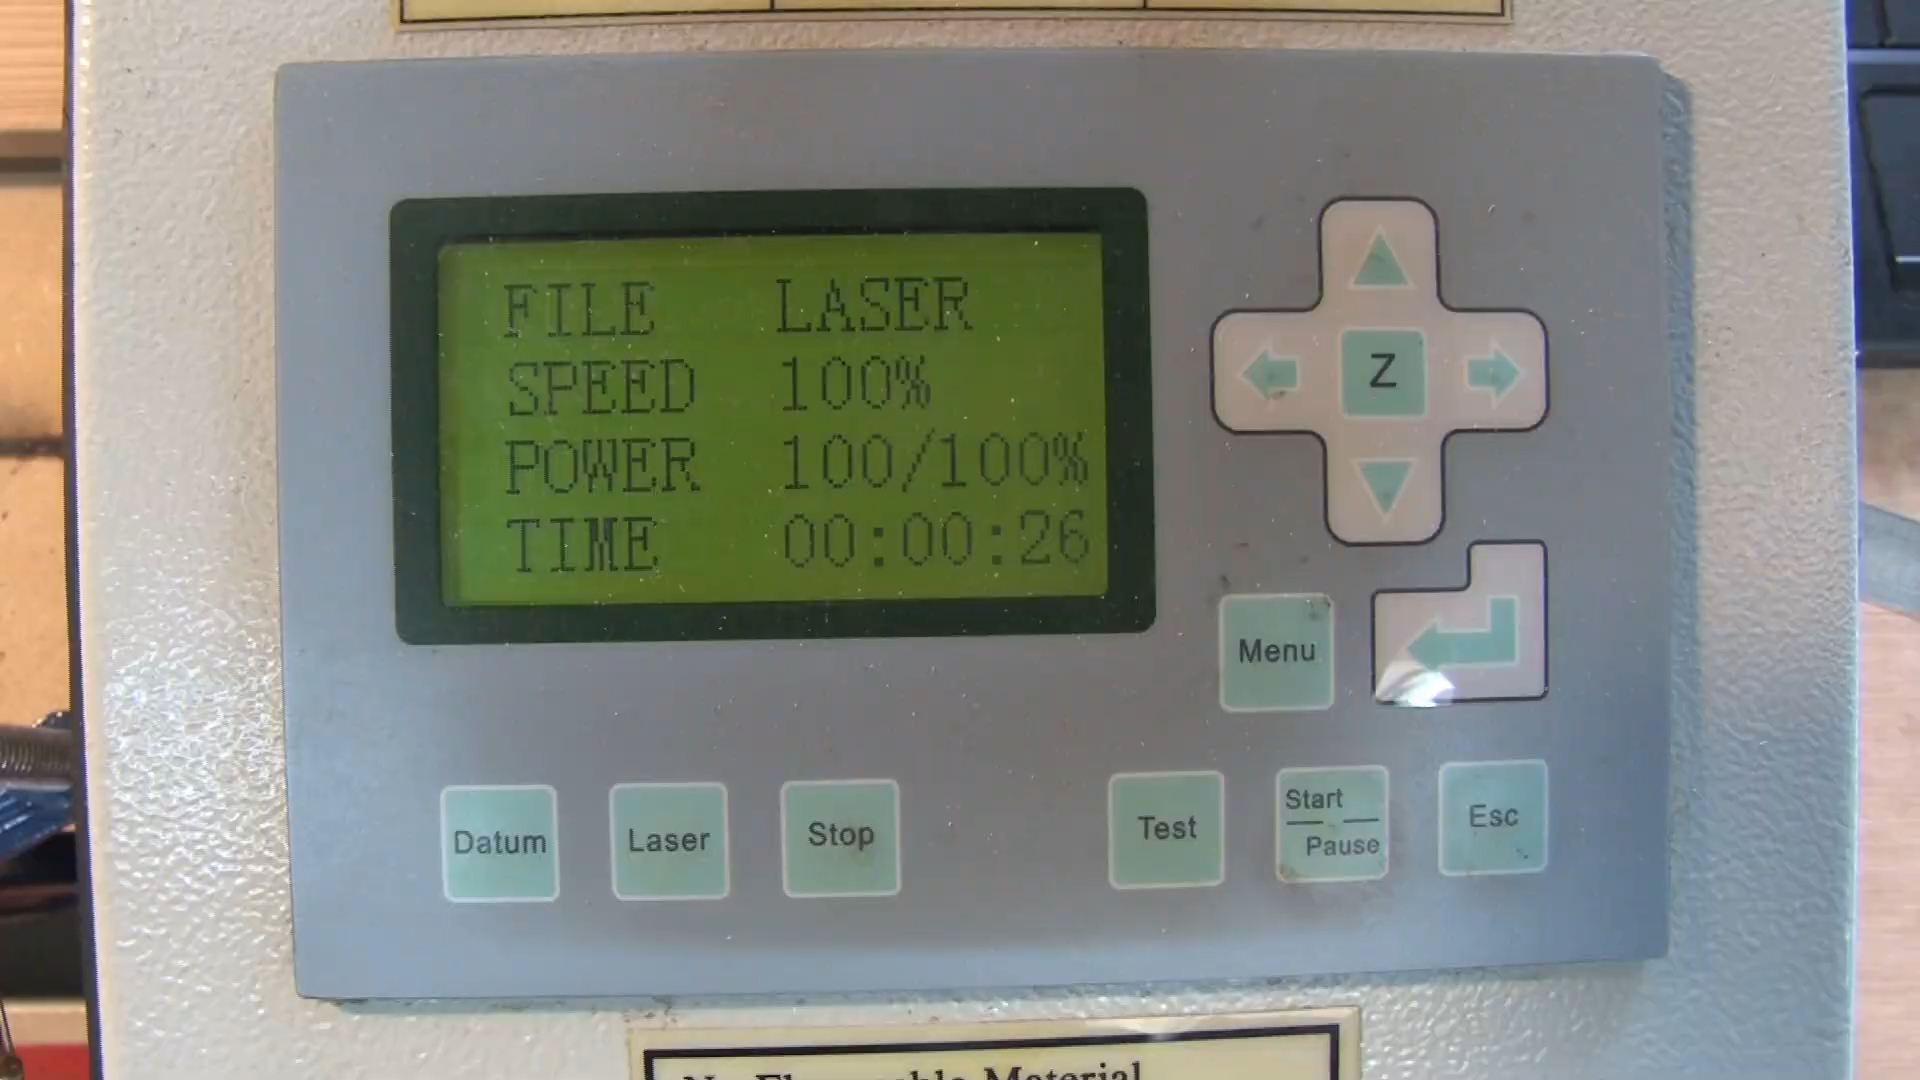 FILE LASER
SPEED 100%
POWER 100/100%
TIME 00:00:26
Z
Menu
Datum Laser Stop Test Start Pause Esc
Material